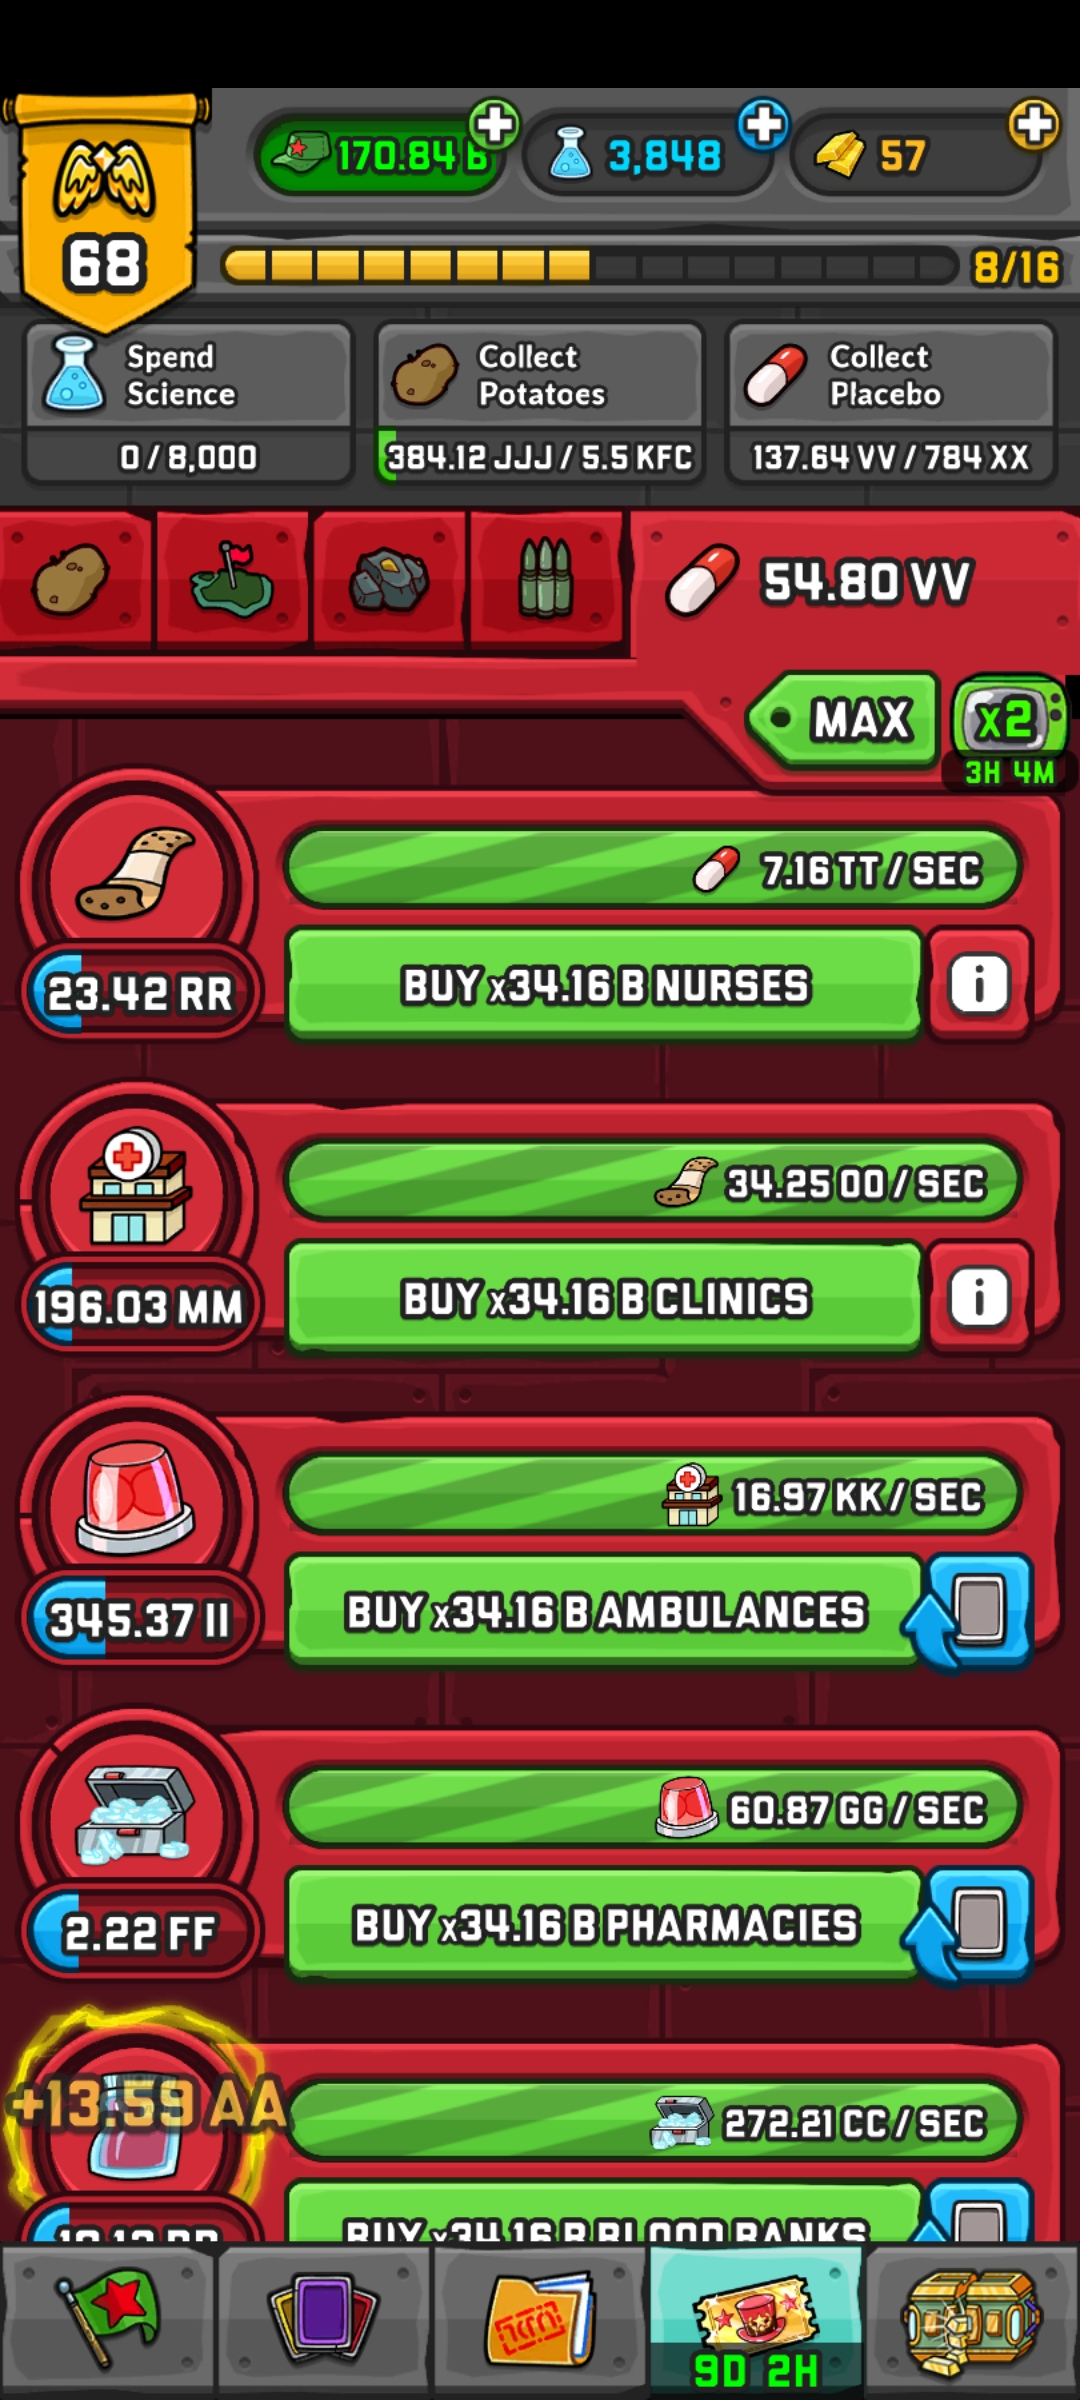 170.84 B
3,848
57
68
8/16
Spend
Science
0 / 8,000
Collect
Potatoes
384.12 JJJ / 5.5 KFC
Collect
Placebo
137.64 VV / 784 XX
54.80 VV
MAX
x2
3H 4M
7.16 TT / SEC
23.42 RR
BUY x34.16 B NURSES
i
34.25 OO / SEC
196.03 MM
BUY x34.16 B CLINICS
i
16.97 KK / SEC
345.37 II
BUY x34.16 B AMBULANCES
60.87 GG / SEC
2.22 FF
BUY x34.16 B PHARMACIES
+13.59 AA
272.21 CC / SEC
BUY x34.16 B BLOOD BANKS
9D 2H